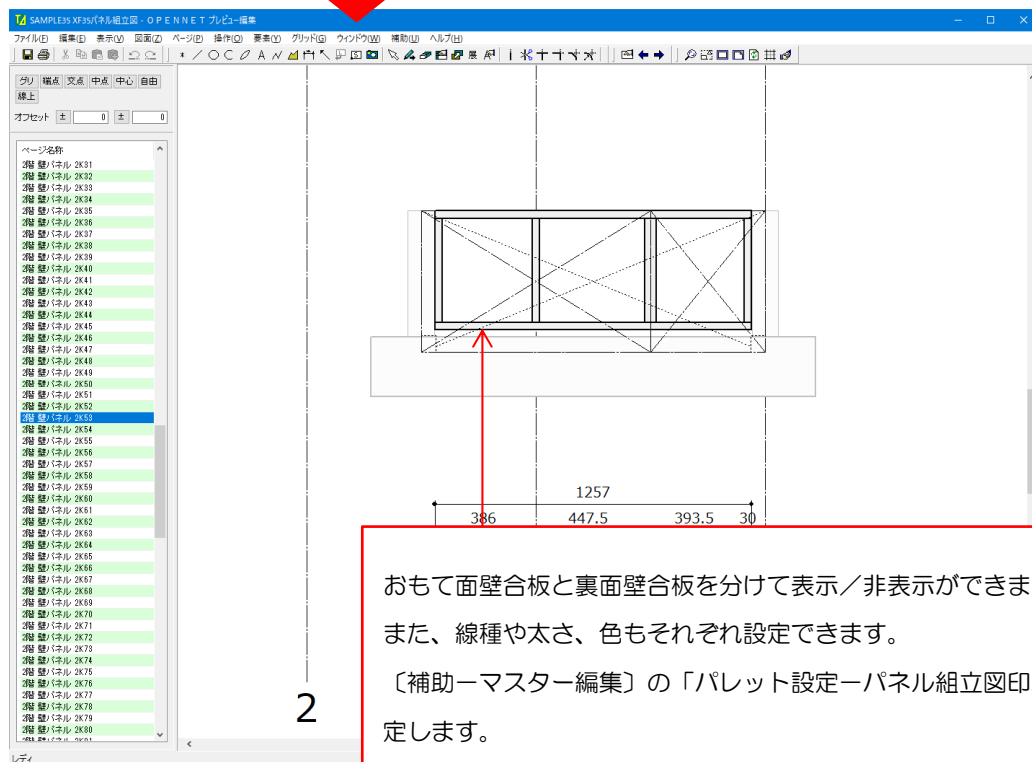 SAMPLE35 XF35パネル組立図 - O P E N N E T プレビュー編集
ファイル(F) 編集(E) 表示(V) 図面(Z) ページ(P) 操作(O) 要素(Y) グリッド(G) ウィンドウ(W) 補助(U) ヘルプ(H)
グリ 端点 交点 中点 中心 自由
線上
オフセット ± 0 ± 0
ページ名称
2階 壁パネル 2K31
2階 壁パネル 2K32
2階 壁パネル 2K33
2階 壁パネル 2K34
2階 壁パネル 2K35
2階 壁パネル 2K36
2階 壁パネル 2K37
2階 壁パネル 2K38
2階 壁パネル 2K39
2階 壁パネル 2K40
2階 壁パネル 2K41
2階 壁パネル 2K42
2階 壁パネル 2K43
2階 壁パネル 2K44
2階 壁パネル 2K45
2階 壁パネル 2K46
2階 壁パネル 2K47
2階 壁パネル 2K48
2階 壁パネル 2K49
2階 壁パネル 2K50
2階 壁パネル 2K51
2階 壁パネル 2K52
2階 壁パネル 2K53
2階 壁パネル 2K54
2階 壁パネル 2K55
2階 壁パネル 2K56
2階 壁パネル 2K57
2階 壁パネル 2K58
2階 壁パネル 2K59
2階 壁パネル 2K60
2階 壁パネル 2K61
2階 壁パネル 2K62
2階 壁パネル 2K63
2階 壁パネル 2K64
2階 壁パネル 2K65
2階 壁パネル 2K66
2階 壁パネル 2K67
2階 壁パネル 2K68
2階 壁パネル 2K69
2階 壁パネル 2K70
2階 壁パネル 2K71
2階 壁パネル 2K72
2階 壁パネル 2K73
2階 壁パネル 2K74
2階 壁パネル 2K75
2階 壁パネル 2K76
2階 壁パネル 2K77
2階 壁パネル 2K78
2階 壁パネル 2K79
2階 壁パネル 2K80
レディ
1257
386 447.5 393.5 30
2
おもて面壁合板と裏面壁合板を分けて表示／非表示ができま
また、線種や太さ、色もそれぞれ設定できます。
〔補助ーマスター編集〕の「パレット設定ーパネル組立図印
定します。